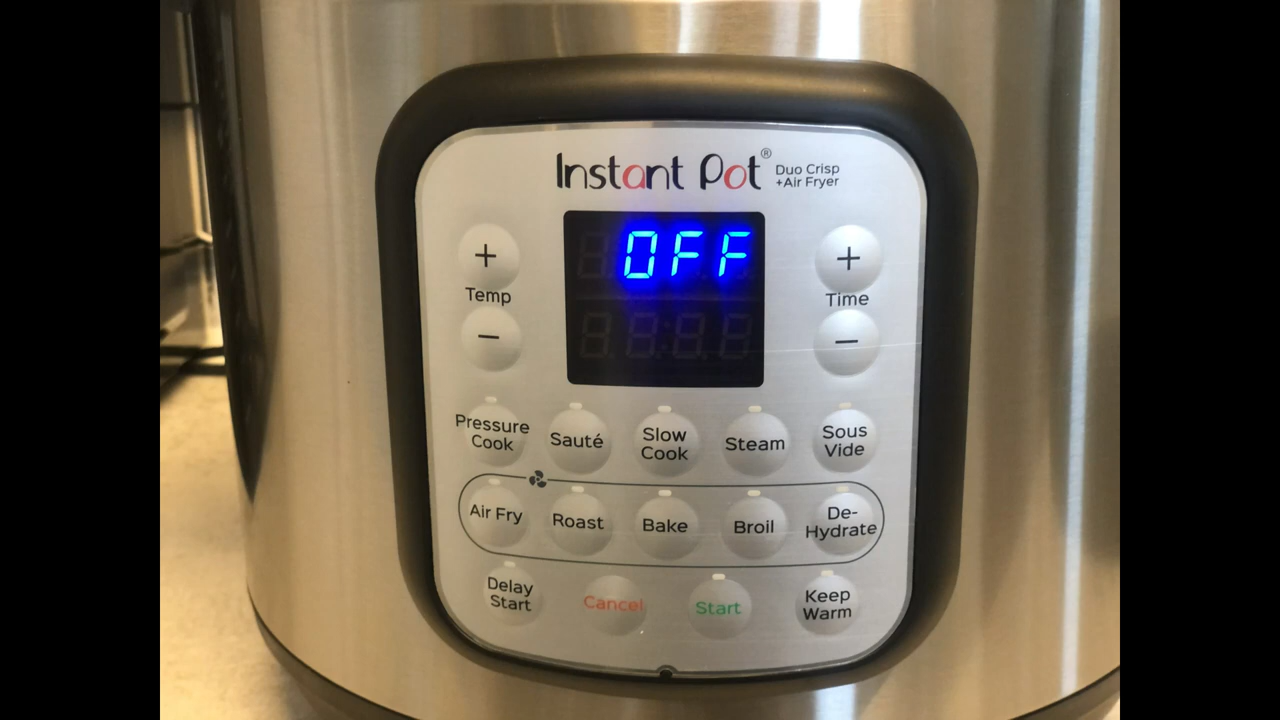 Instant Pot®
Duo Crisp
+Air Fryer
OFF
+
+
Temp
Time
−
−
Pressure
Cook
Sauté
Slow
Cook
Steam
Sous
Vide
Air Fry
Roast
Bake
Broil
De-
Hydrate
Delay
Start
Cancel
Start
Keep
Warm